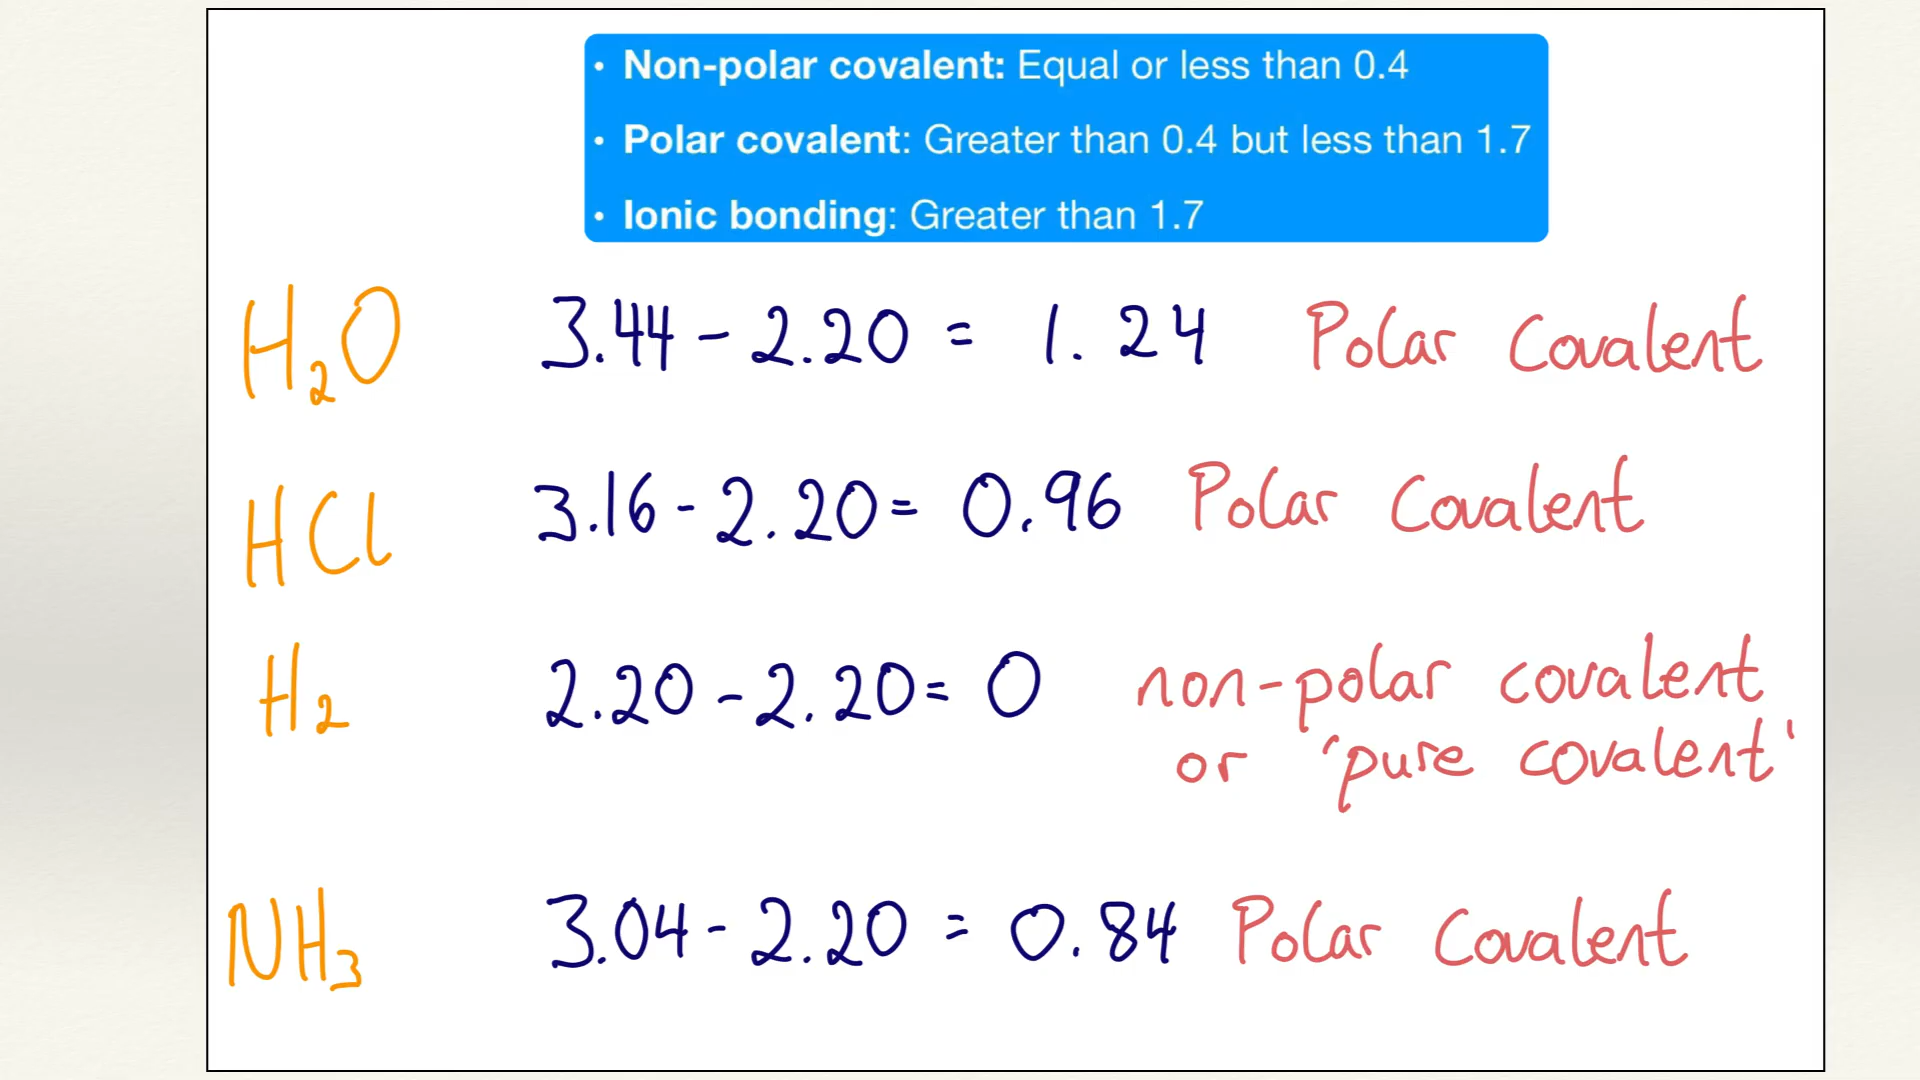 • Non-polar covalent: Equal or less than 0.4
• Polar covalent: Greater than 0.4 but less than 1.7
• Ionic bonding: Greater than 1.7
H₂O 3.44 - 2.20 = 1.24 Polar Covalent
HCl 3.16 - 2.20 = 0.96 Polar Covalent
H₂ 2.20 - 2.20 = 0 non-polar covalent
or 'pure covalent'
NH₃ 3.04 - 2.20 = 0.84 Polar Covalent